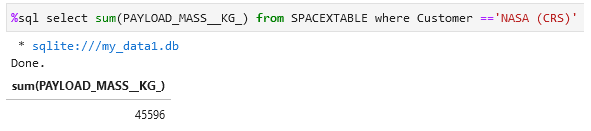 %sql select sum(PAYLOAD_MASS__KG_) from SPACEXTABLE where Customer =='NASA (CRS)'
* sqlite:///my_data1.db
Done.
sum(PAYLOAD_MASS__KG_)
45596